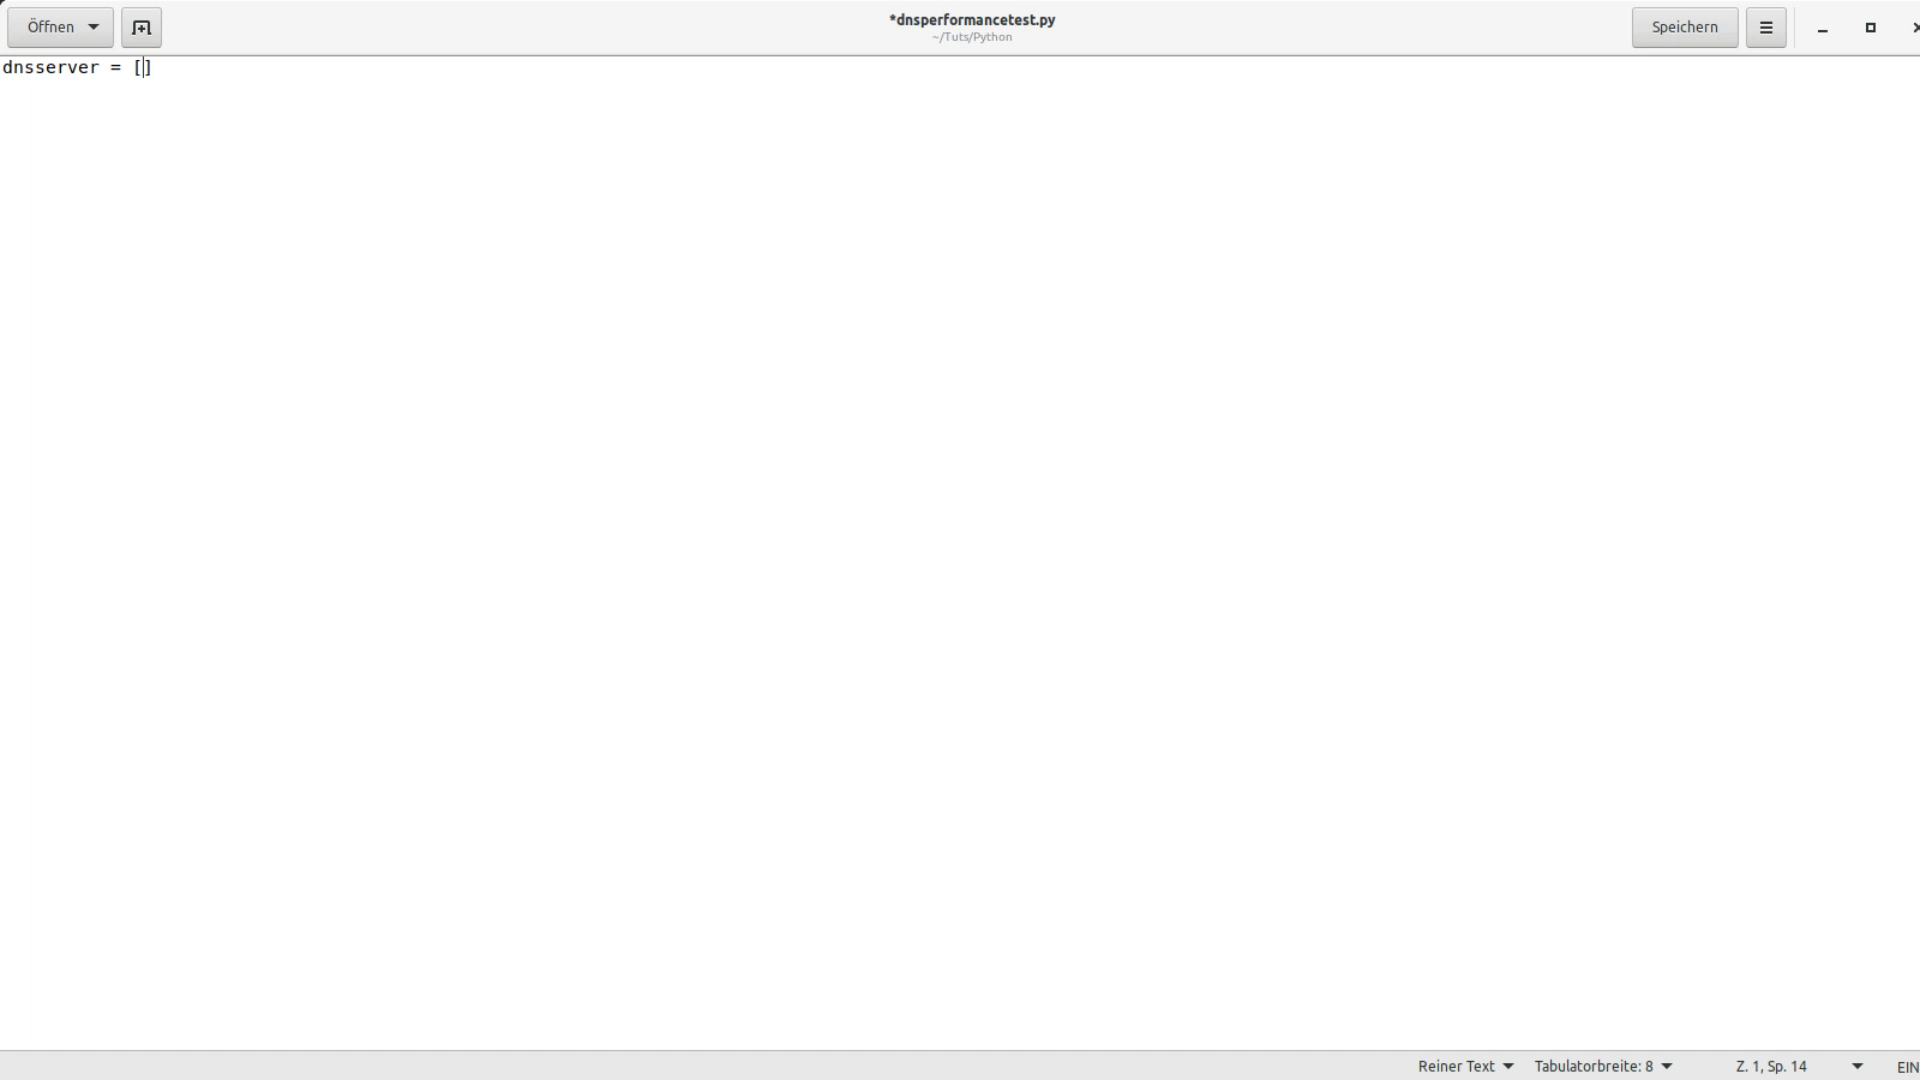 Öffnen
*dnsperformancetest.py
~/Tuts/Python
Speichern
dnsserver = []
Reiner Text
Tabulatorbreite: 8
Z. 1, Sp. 14
EIN